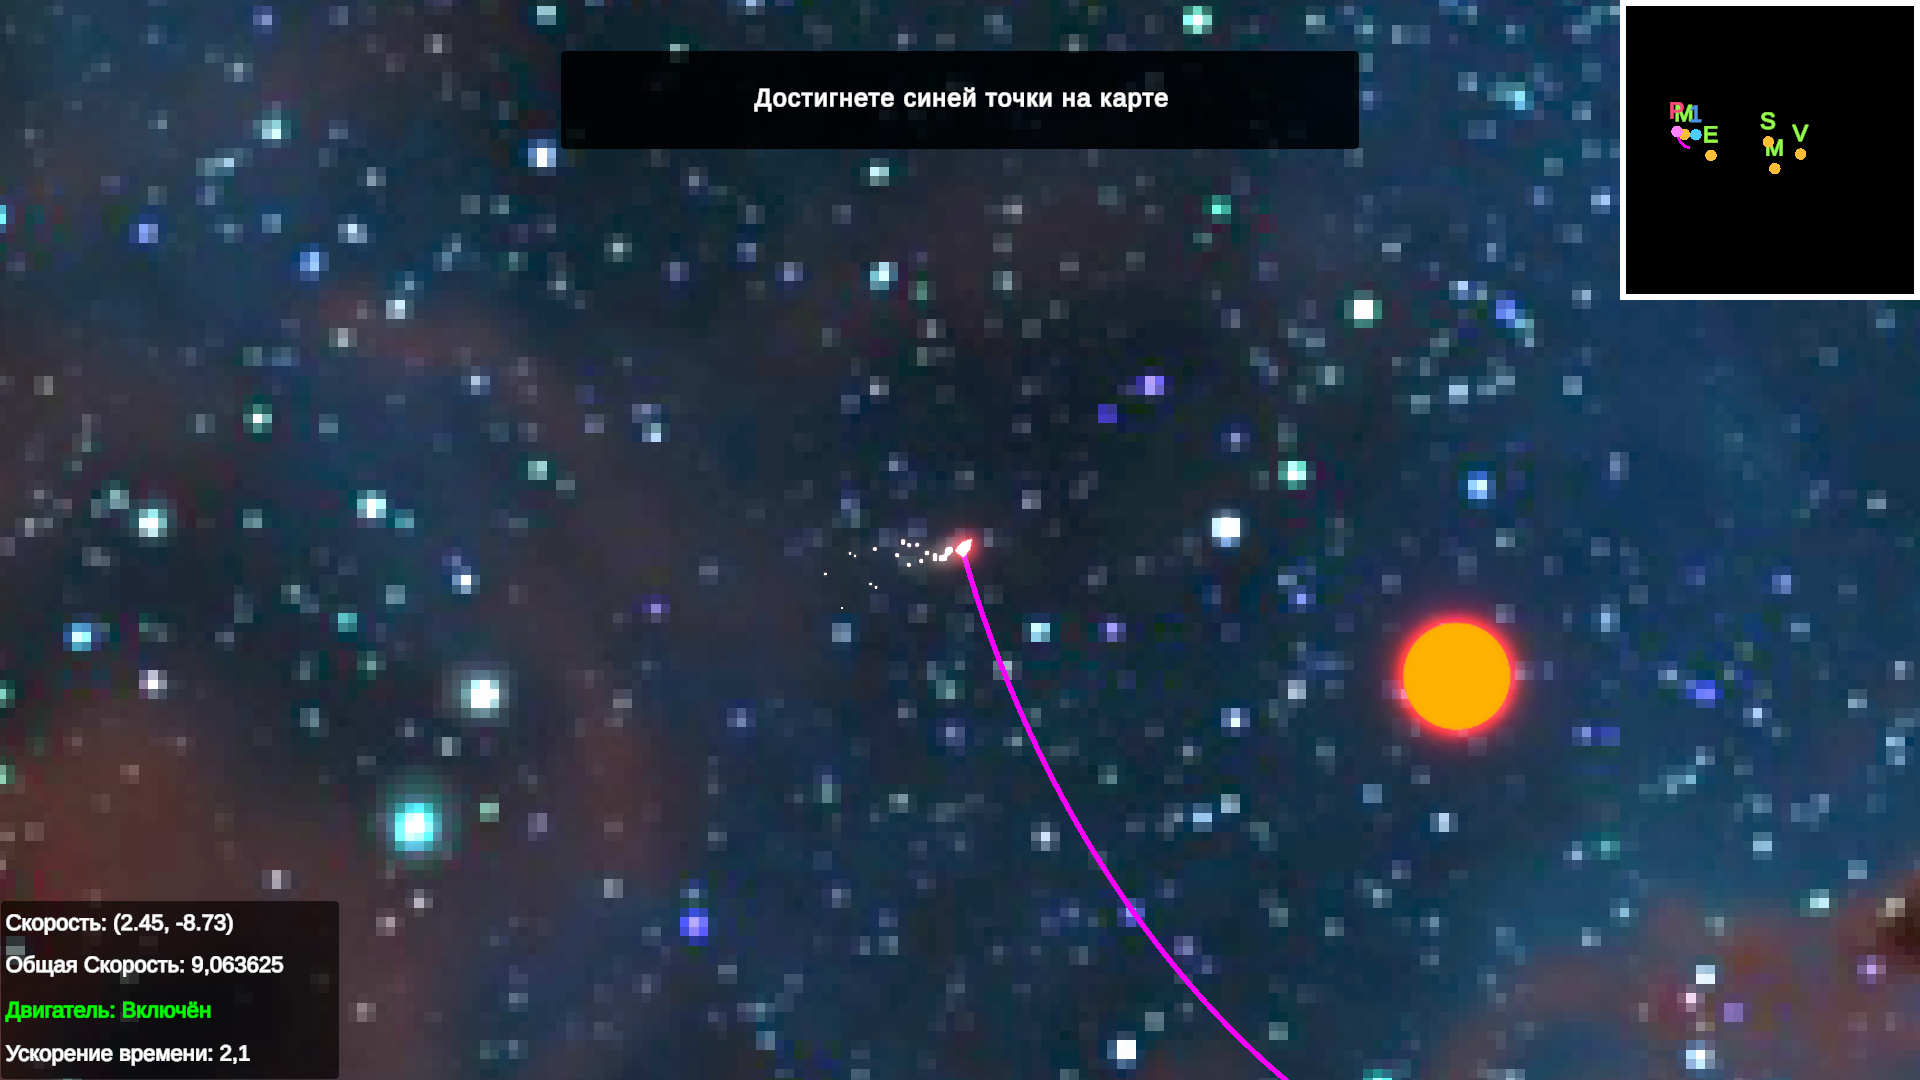 Достигнете синей точки на карте
P M 1
E
S
M
V
Скорость: (2.45, -8.73)
Общая Скорость: 9,063625
Двигатель: Включён
Ускорение времени: 2,1